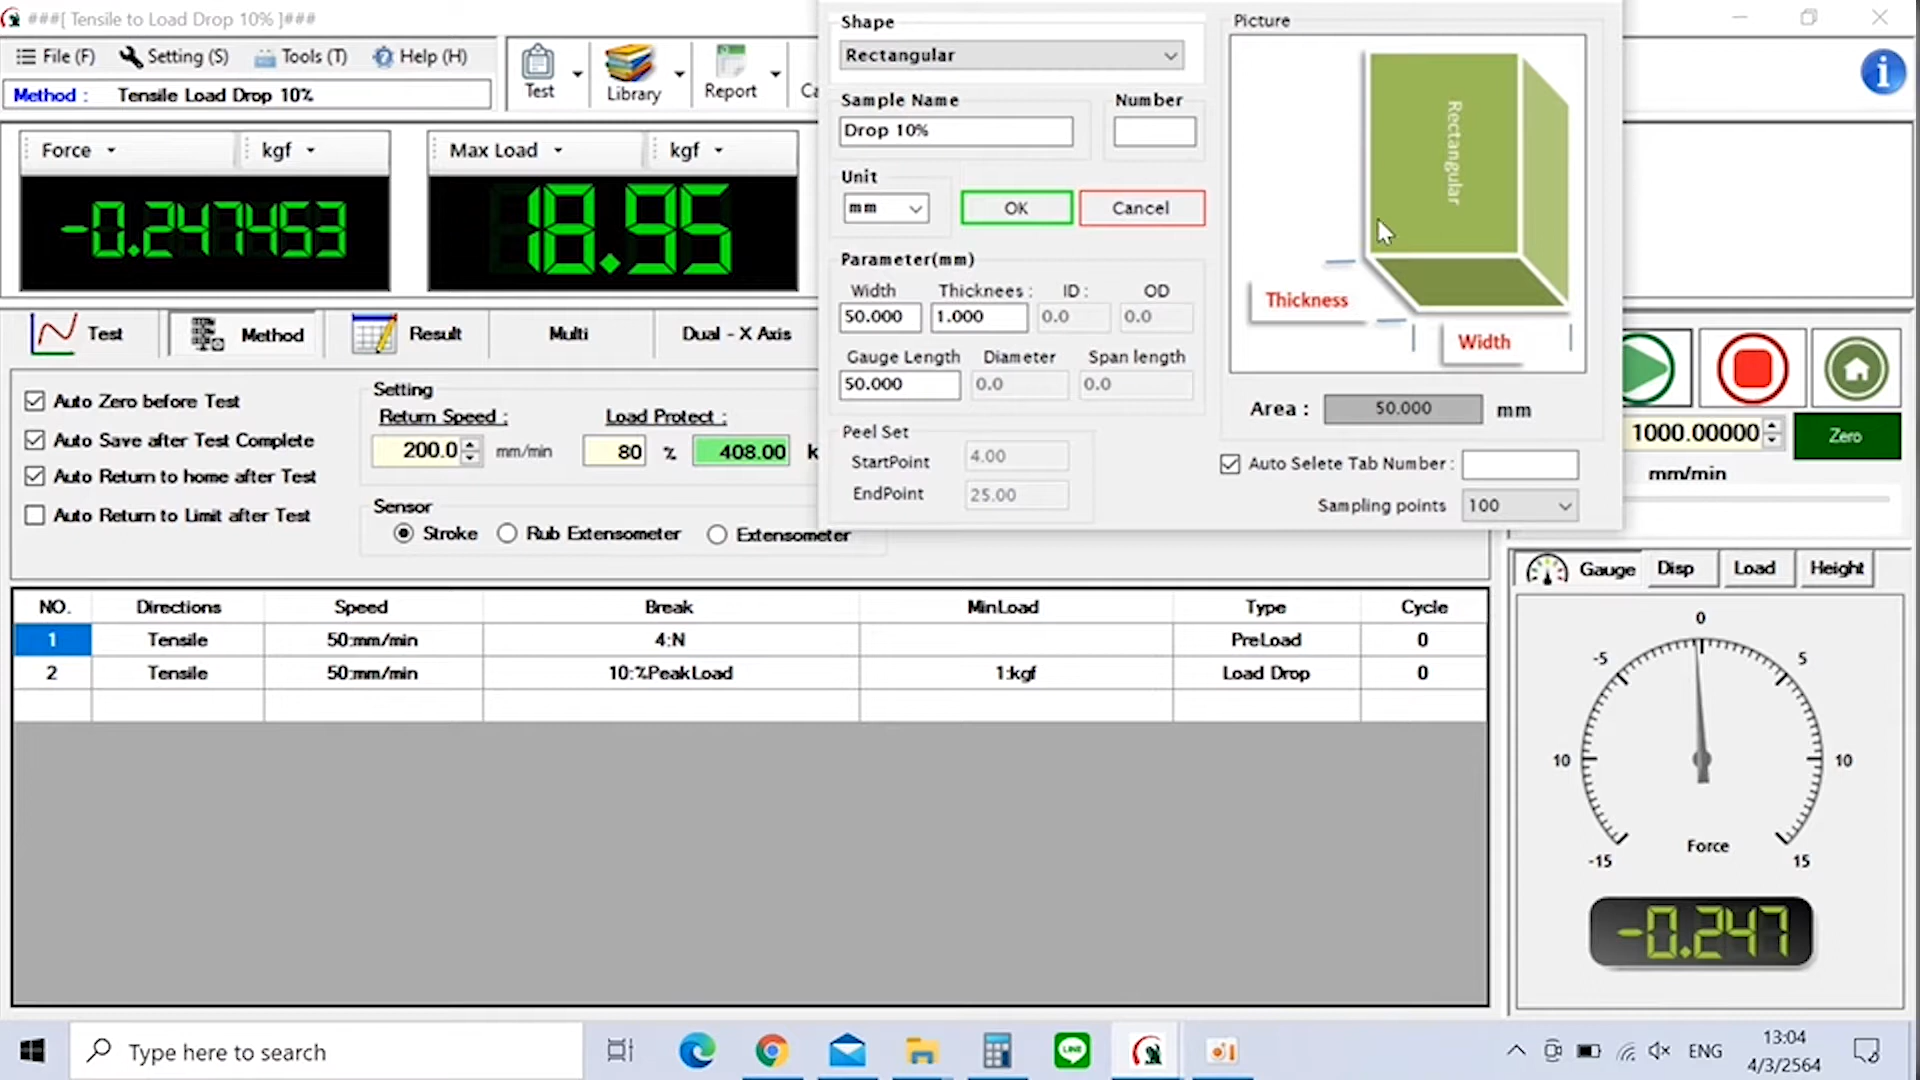 ###[ Tensile to Load Drop 10% ]###
File (F) Setting (S) Tools (T) Help (H)
Method : Tensile Load Drop 10%
Test Library Report Ca
Force kgf
-0.247453
Max Load kgf
18.95
Test Method Result Multi Dual - X Axis
Auto Zero before Test
Auto Save after Test Complete
Auto Return to home after Test
Auto Return to Limit after Test
Setting
Return Speed : Load Protect :
200.0 mm/min 80 % 408.00 k
Sensor
Stroke Rub Extensometer Extensometer
Shape
Rectangular
Sample Name Number
Drop 10%
Unit
mm OK Cancel
Parameter(mm)
Width Thicknees : ID : OD
50.000 1.000 0.0 0.0
Gauge Length Diameter Span length
50.000 0.0 0.0
Peel Set
StartPoint 4.00
EndPoint 25.00
Picture
Rectangular
Thickness
Width
Area : 50.000 mm
Auto Selete Tab Number :
Sampling points 100
1000.00000 Zero
mm/min
NO. Directions Speed Break MinLoad Type Cycle
1 Tensile 50:mm/min 4:N PreLoad 0
2 Tensile 50:mm/min 10:%PeakLoad 1:kgf Load Drop 0
Gauge Disp Load Height
0
-5 5
10 10
-15 15
Force
-0.247
Type here to search
LINE
ENG
13:04
4/3/2564